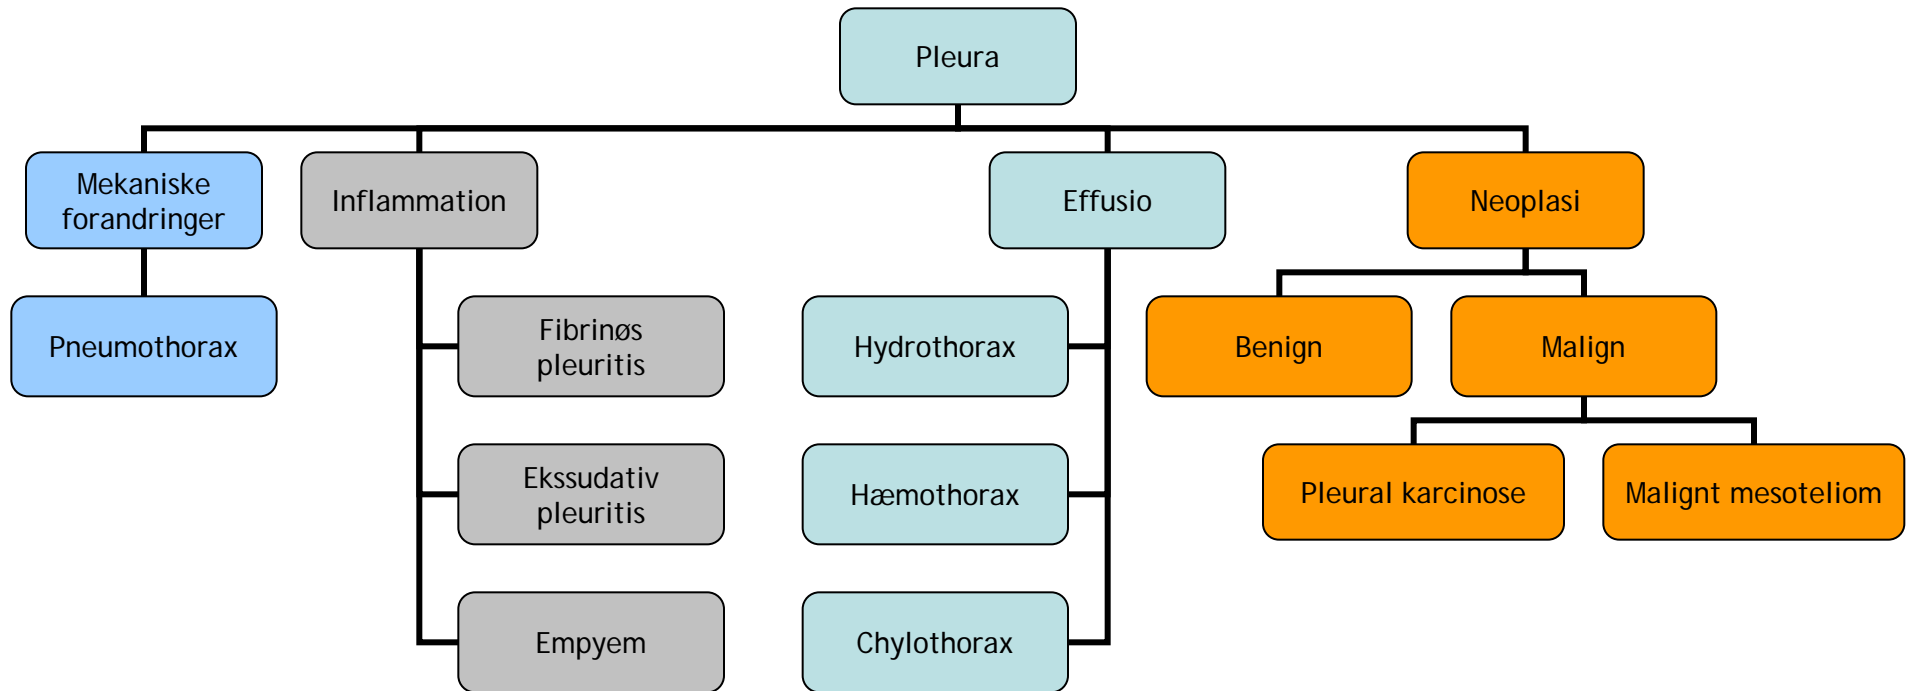 Pleura
Mekaniske
forandringer
Inflammation
Effusio
Neoplasi
Pneumothorax
Fibrinøs
pleuritis
Hydrothorax
Benign
Malign
Ekssudativ
pleuritis
Hæmothorax
Pleural karcinose
Malignt mesoteliom
Empyem
Chylothorax